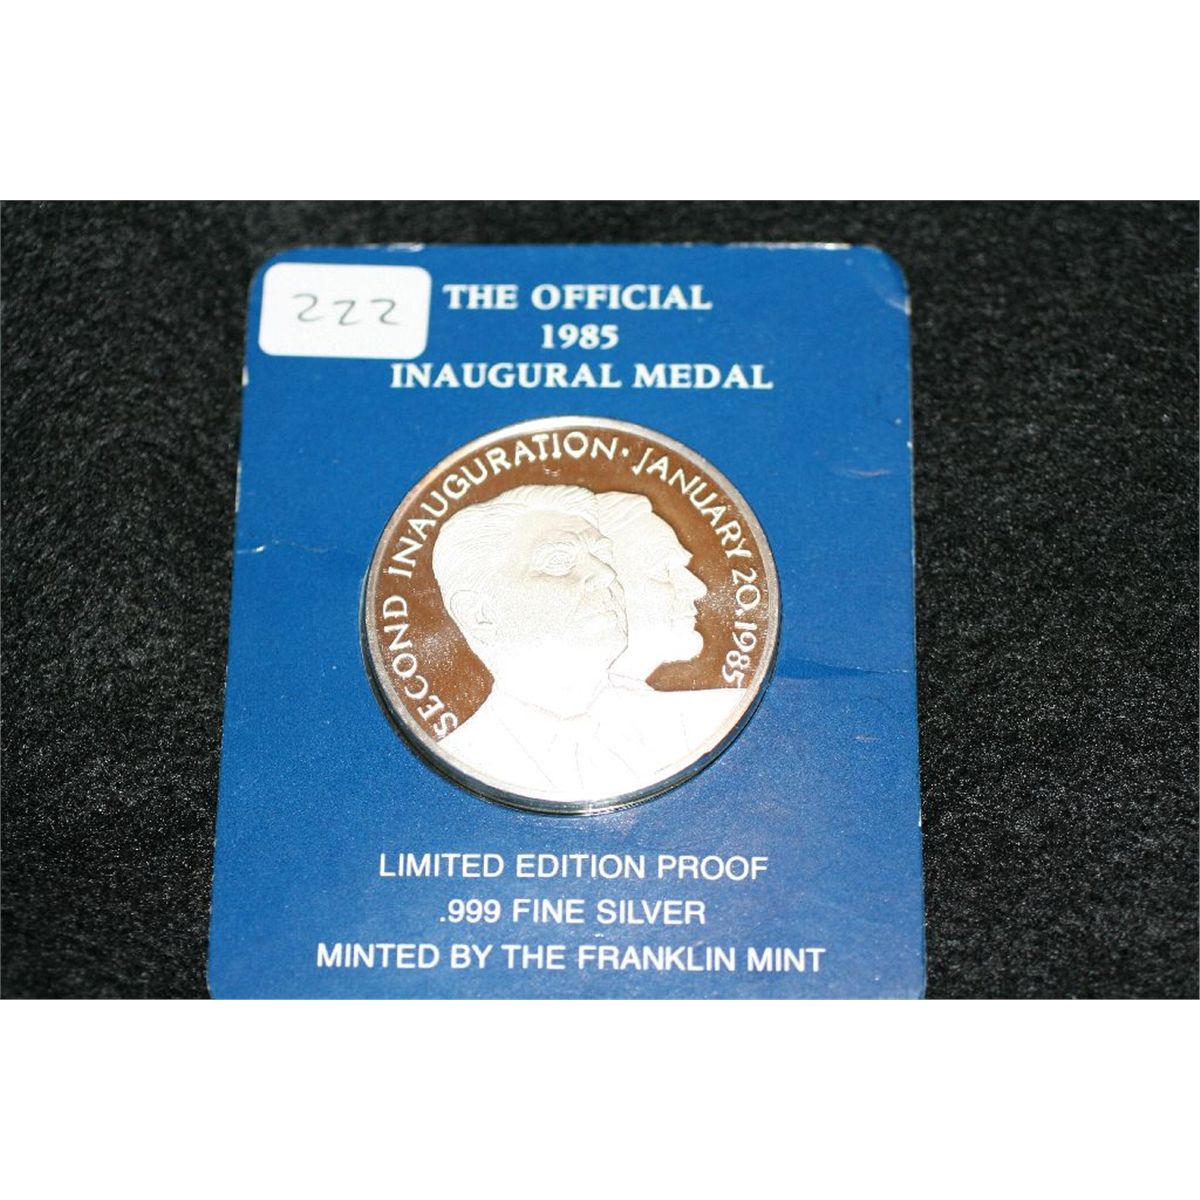 222
THE OFFICIAL
1985
INAUGURAL MEDAL
SECOND INAUGURATION · JANUARY 20, 1985
LIMITED EDITION PROOF
.999 FINE SILVER
MINTED BY THE FRANKLIN MINT